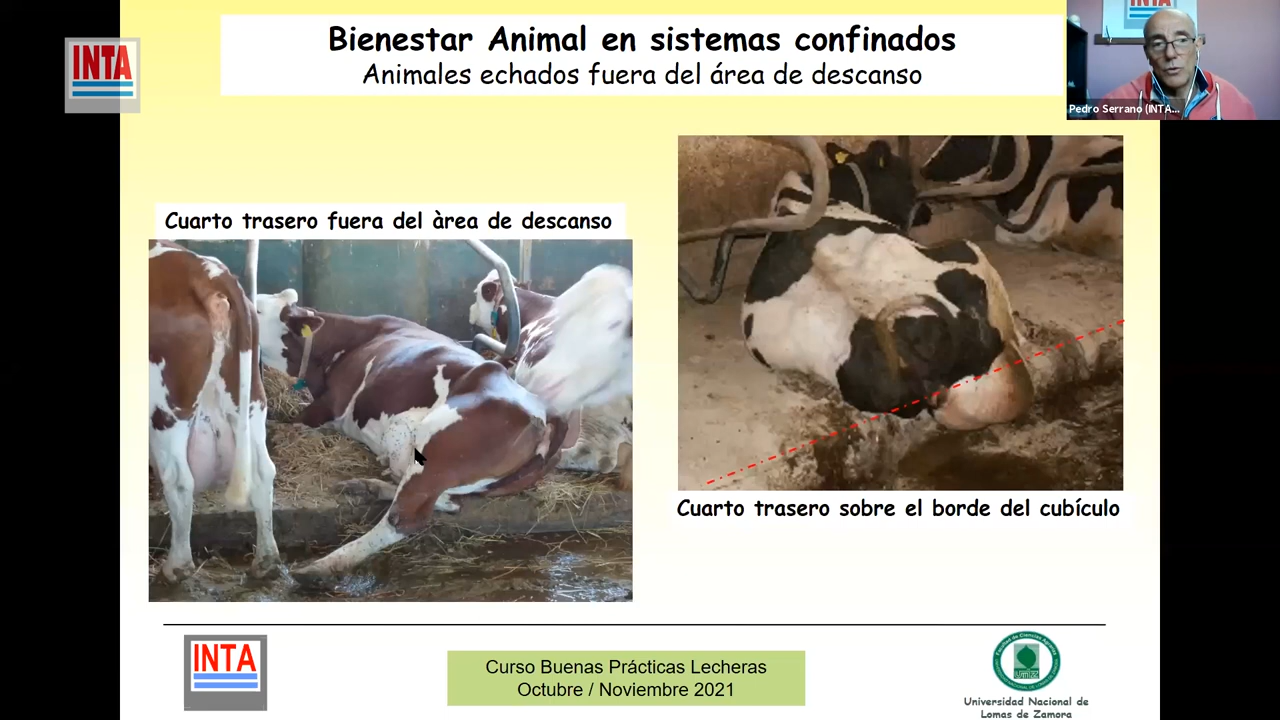 INTA
Bienestar Animal en sistemas confinados
Animales echados fuera del área de descanso
INTA
Pedro Serrano (INTA...
Cuarto trasero fuera del àrea de descanso
Cuarto trasero sobre el borde del cubículo
INTA
Curso Buenas Prácticas Lecheras
Octubre / Noviembre 2021
Universidad Nacional de
Lomas de Zamora